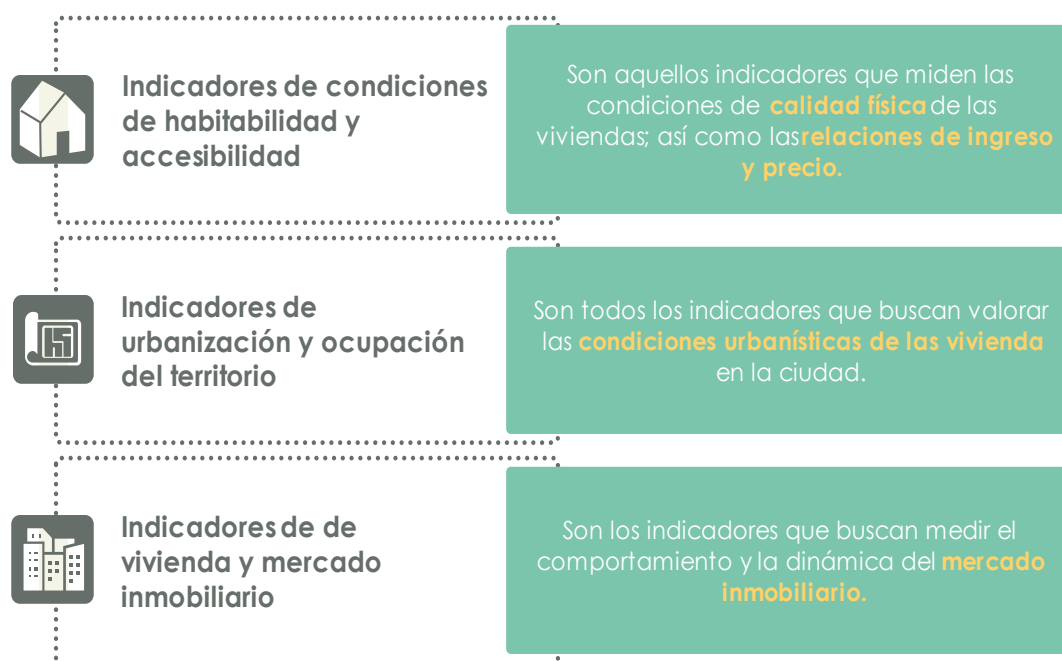 Indicadores de condiciones
de habitabilidad y
accesibilidad
Son aquellos indicadores que miden las
condiciones de calidad física de las
viviendas; así como las relaciones de ingreso
y precio.
Indicadores de
urbanización y ocupación
del territorio
Son todos los indicadores que buscan valorar
las condiciones urbanísticas de las vivienda
en la ciudad.
Indicadores de de
vivienda y mercado
inmobiliario
Son los indicadores que buscan medir el
comportamiento y la dinámica del mercado
inmobiliario.